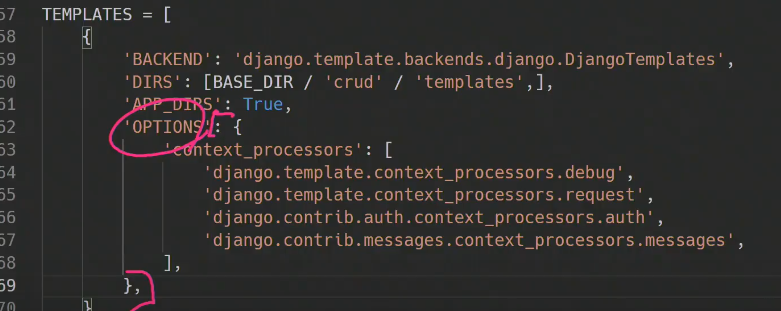 57 TEMPLATES = [
58 {
59 'BACKEND': 'django.template.backends.django.DjangoTemplates',
60 'DIRS': [BASE_DIR / 'crud' / 'templates',],
61 'APP_DIRS': True,
62 'OPTIONS': {
63 'context_processors': [
64 'django.template.context_processors.debug',
65 'django.template.context_processors.request',
66 'django.contrib.auth.context_processors.auth',
67 'django.contrib.messages.context_processors.messages',
68 ],
69 },
70 }